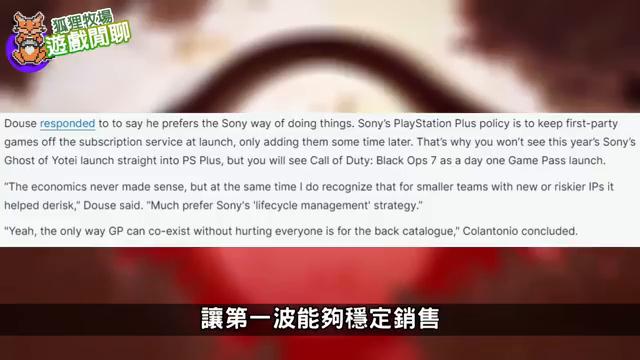 狐狸牧場
遊戲閒聊
Douse responded to to say he prefers the Sony way of doing things. Sony’s PlayStation Plus policy is to keep first-party
games off the subscription service at launch, only adding them some time later. That’s why you won’t see this year’s Sony’s
Ghost of Yotei launch straight into PS Plus, but you will see Call of Duty: Black Ops 7 as a day one Game Pass launch.
“The economics never made sense, but at the same time I do recognize that for smaller teams with new or riskier IPs it
helped derisk,” Douse said. “Much prefer Sony's 'lifecycle management' strategy.”
“Yeah, the only way GP can co-exist without hurting everyone is for the back catalogue,” Colantonio concluded.
讓第一波能夠穩定銷售